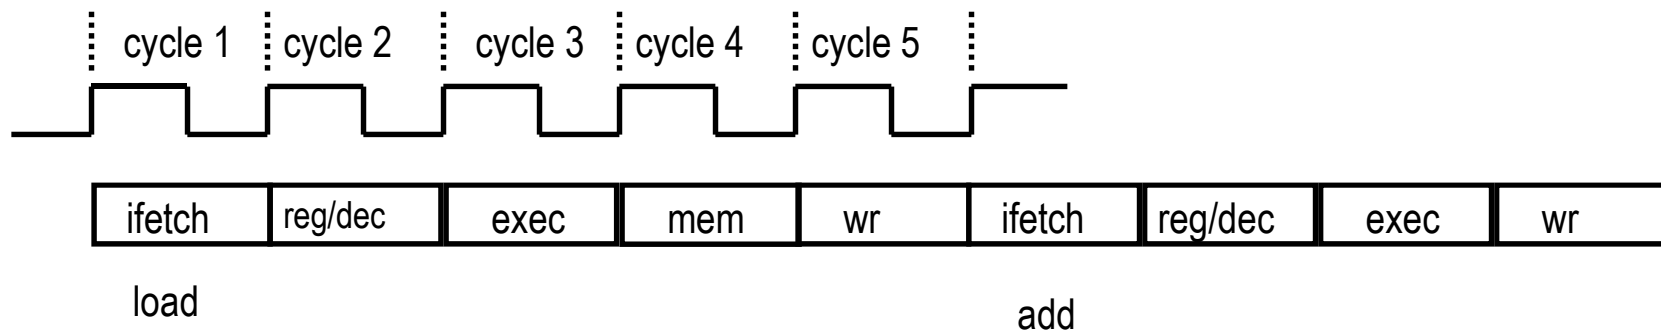 cycle 1 cycle 2 cycle 3 cycle 4 cycle 5
ifetch reg/dec exec mem wr ifetch reg/dec exec wr
load add